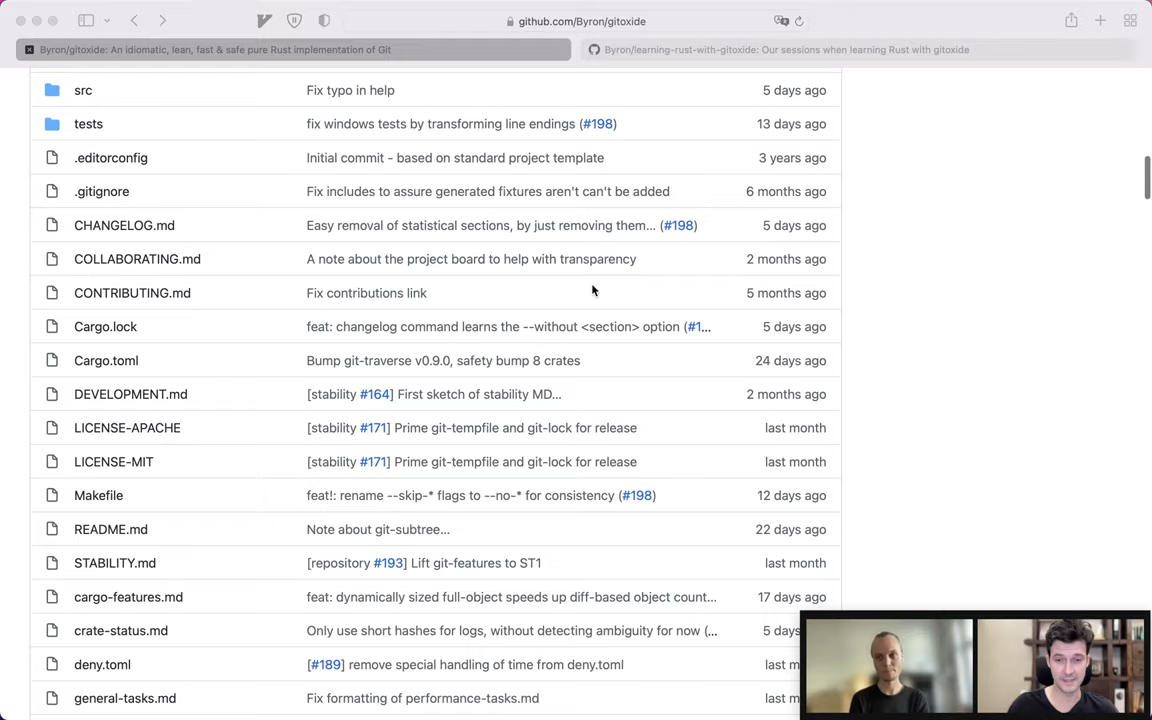 github.com/Byron/gitoxide
Byron/gitoxide: An idiomatic, lean, fast & safe pure Rust implementation of Git
Byron/learning-rust-with-gitoxide: Our sessions when learning Rust with gitoxide
src Fix typo in help 5 days ago
tests fix windows tests by transforming line endings (#198) 13 days ago
.editorconfig Initial commit - based on standard project template 3 years ago
.gitignore Fix includes to assure generated fixtures aren't can't be added 6 months ago
CHANGELOG.md Easy removal of statistical sections, by just removing them… (#198) 5 days ago
COLLABORATING.md A note about the project board to help with transparency 2 months ago
CONTRIBUTING.md Fix contributions link 5 months ago
Cargo.lock feat: changelog command learns the --without <section> option (#1… 5 days ago
Cargo.toml Bump git-traverse v0.9.0, safety bump 8 crates 24 days ago
DEVELOPMENT.md [stability #164] First sketch of stability MD… 2 months ago
LICENSE-APACHE [stability #171] Prime git-tempfile and git-lock for release last month
LICENSE-MIT [stability #171] Prime git-tempfile and git-lock for release last month
Makefile feat!: rename --skip-* flags to --no-* for consistency (#198) 12 days ago
README.md Note about git-subtree… 22 days ago
STABILITY.md [repository #193] Lift git-features to ST1 last month
cargo-features.md feat: dynamically sized full-object speeds up diff-based object count… 17 days ago
crate-status.md Only use short hashes for logs, without detecting ambiguity for now (… 5 days
deny.toml [#189] remove special handling of time from deny.toml last m
general-tasks.md Fix formatting of performance-tasks.md last m